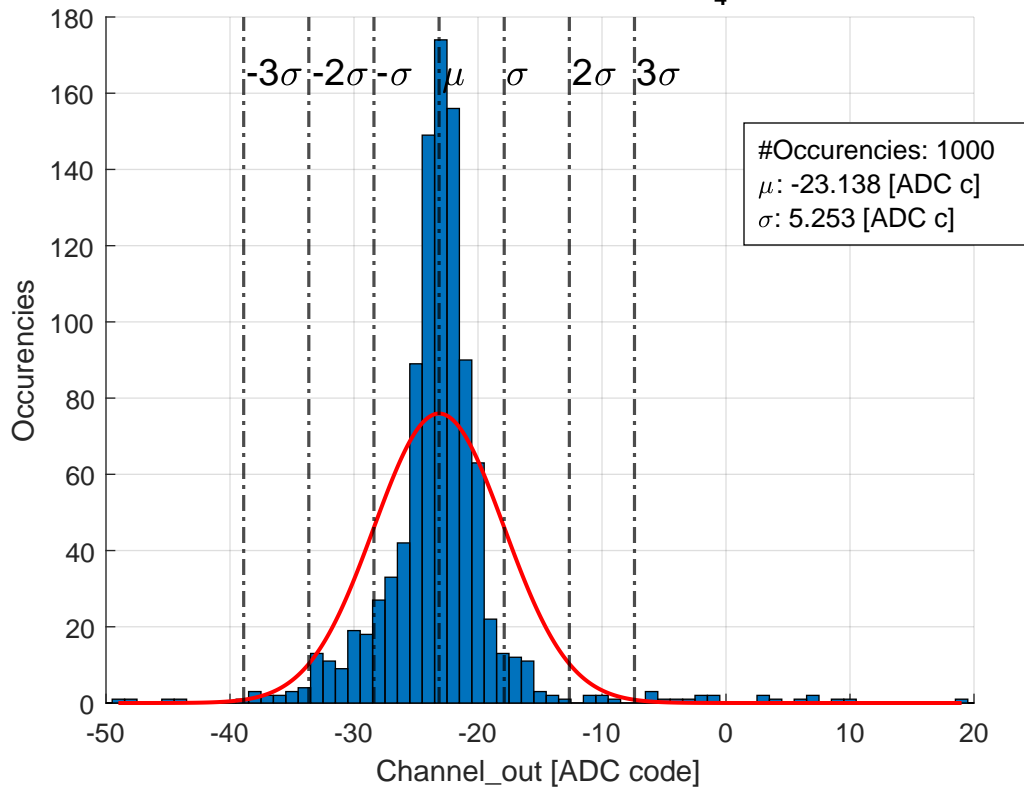 4
180
160
140
120
100
80
60
40
20
0
-3σ -2σ -σ μ σ 2σ 3σ
#Occurencies: 1000
μ: -23.138 [ADC c]
σ: 5.253 [ADC c]
Occurencies
-50 -40 -30 -20 -10 0 10 20
Channel_out [ADC code]